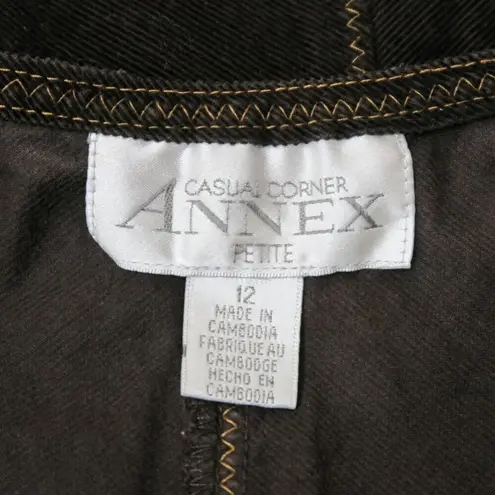 CASUAL CORNER
ANNEX
PETITE
12
MADE IN
CAMBODIA
FABRIQUE AU
CAMBODGE
HECHO EN
CAMBODIA